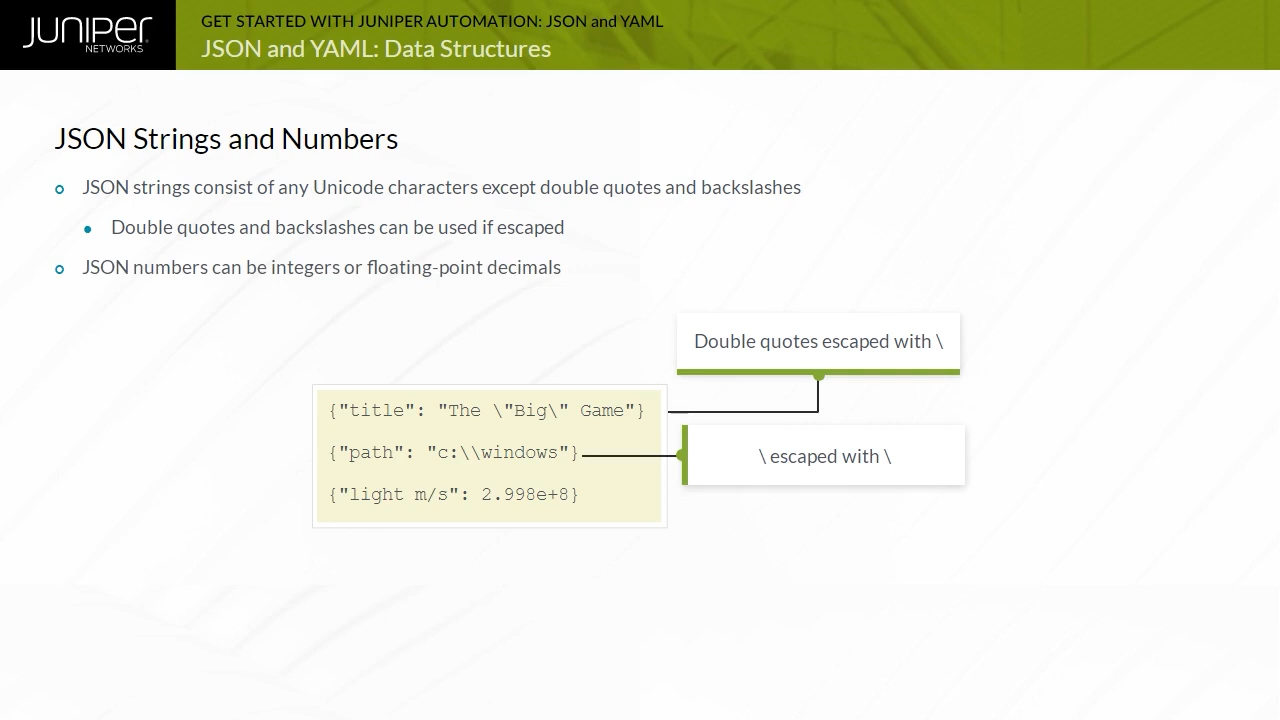 JUNIPEr
NETWORKS
GET STARTED WITH JUNIPER AUTOMATION: JSON and YAML
JSON and YAML: Data Structures
JSON Strings and Numbers
JSON strings consist of any Unicode characters except double quotes and backslashes
Double quotes and backslashes can be used if escaped
JSON numbers can be integers or floating-point decimals
Double quotes escaped with \
{"title": "The \"Big\" Game"}
{"path": "c:\\windows"}
\ escaped with \
{"light m/s": 2.998e+8}